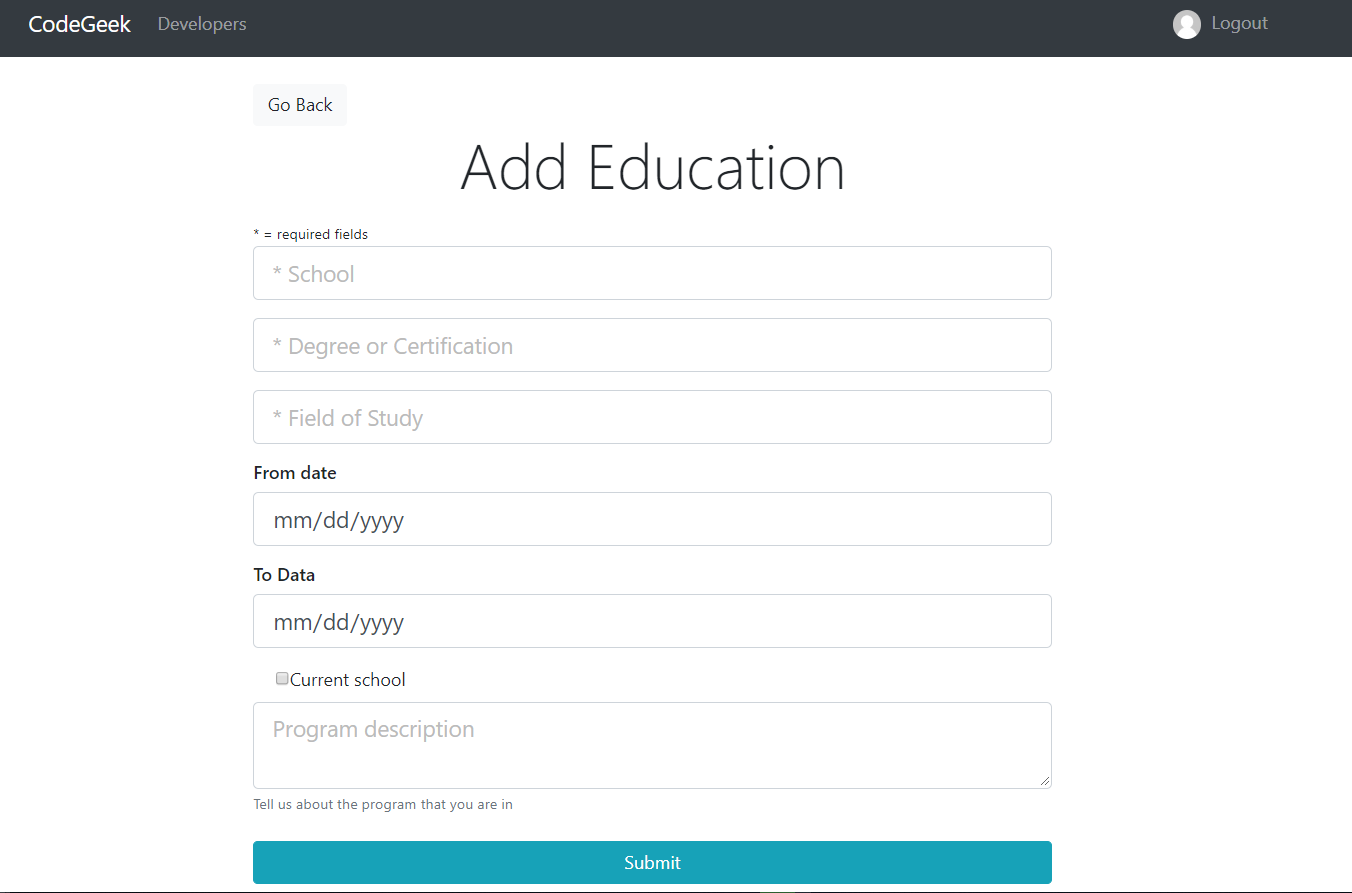 CodeGeek Developers Logout
Go Back
Add Education
* = required fields
* School
* Degree or Certification
* Field of Study
From date
mm/dd/yyyy
To Data
mm/dd/yyyy
Current school
Program description
Tell us about the program that you are in
Submit